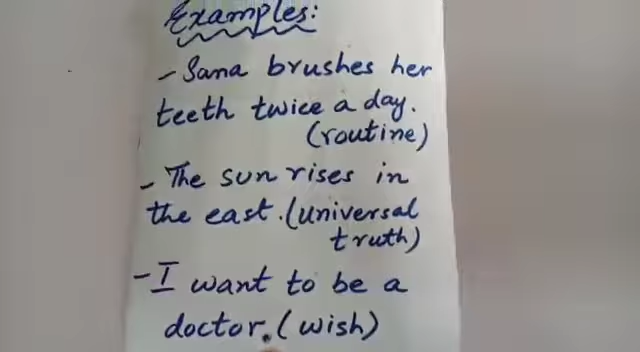 Examples:
- Sana brushes her
teeth twice a day.
(routine)
- The sun rises in
the east. (universal
truth)
- I want to be a
doctor. (wish)